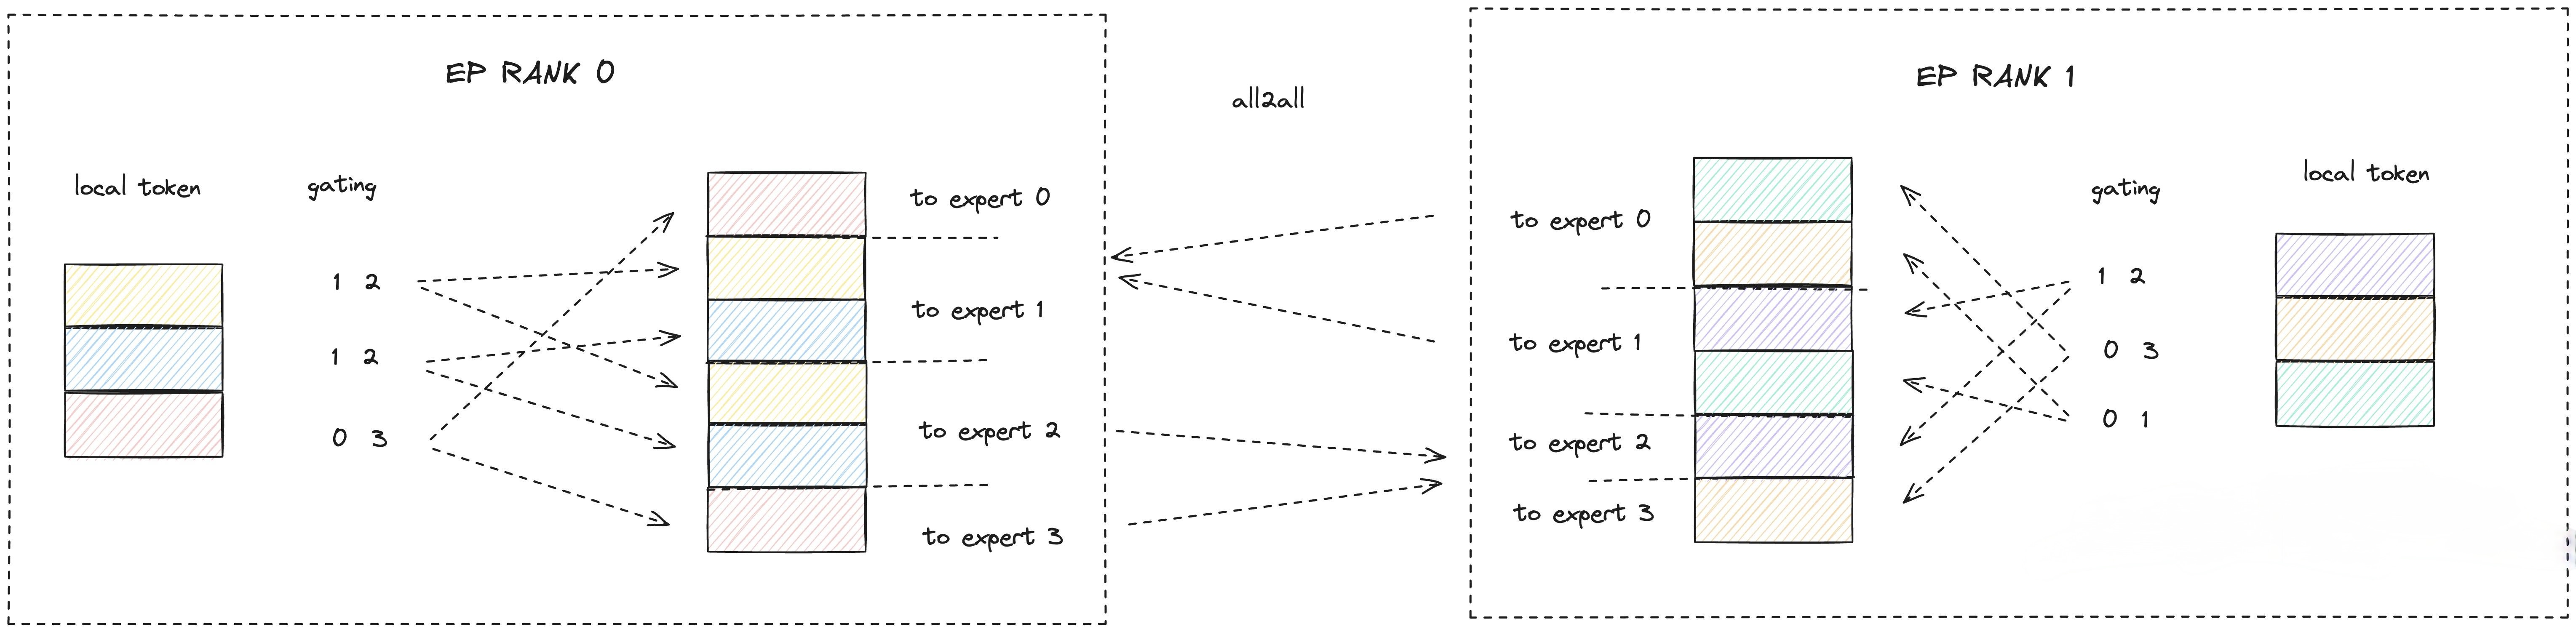 EP RANK 0
local token
gating
1 2
1 2
0 3
to expert 0
to expert 1
to expert 2
to expert 3
all2all
EP RANK 1
to expert 0
to expert 1
to expert 2
to expert 3
gating
1 2
0 3
0 1
local token